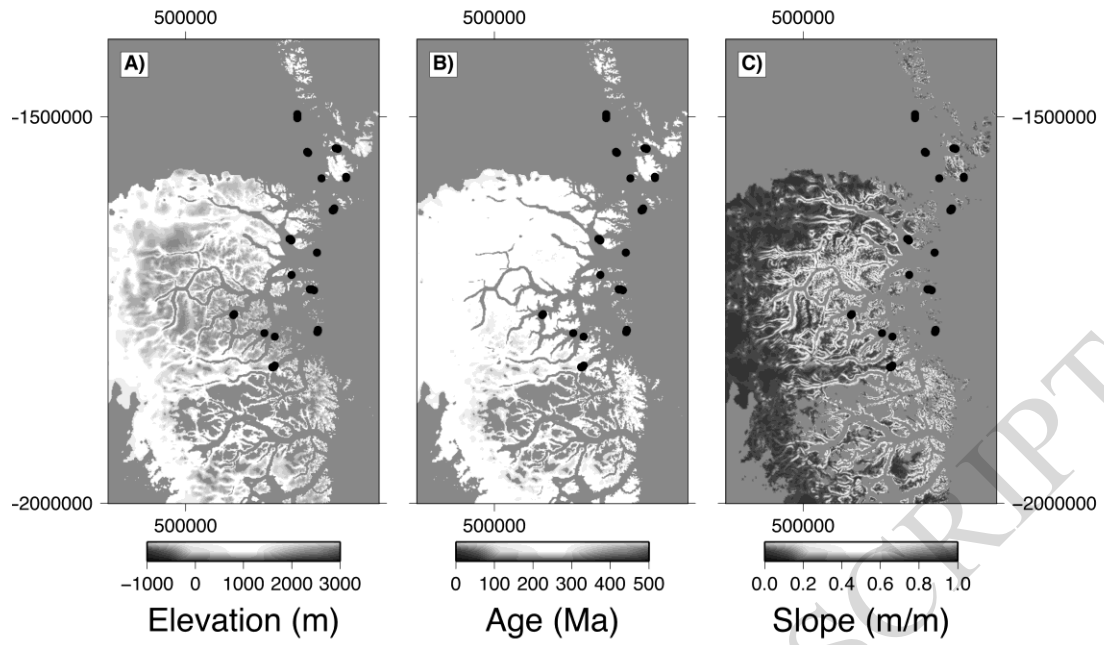 500000 500000 500000
A) B) C)
-1500000 -1500000
-2000000 -2000000
500000 500000 500000
−1000 0 1000 2000 3000 0 100 200 300 400 500 0.0 0.2 0.4 0.6 0.8 1.0
Elevation (m) Age (Ma) Slope (m/m)
SCRIPT